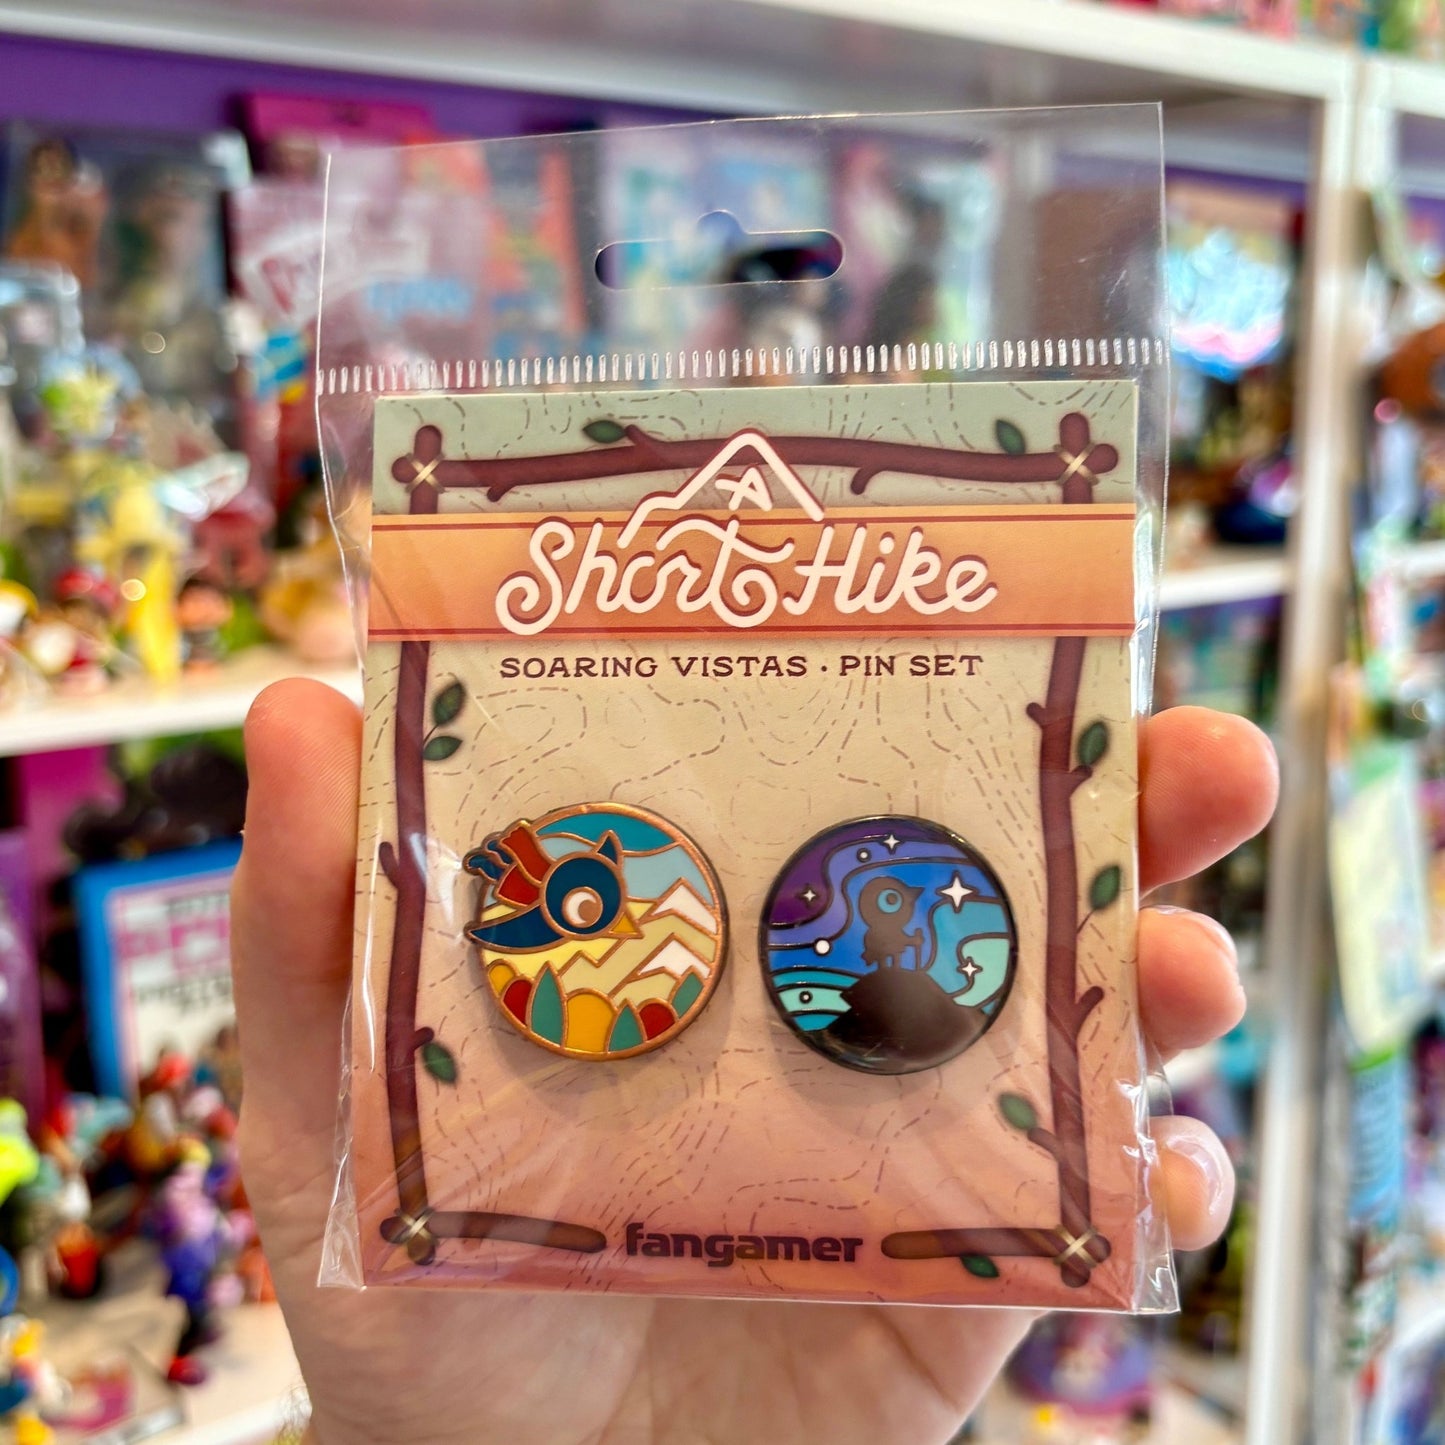 A
Short Hike
SOARING VISTAS · PIN SET
fangamer